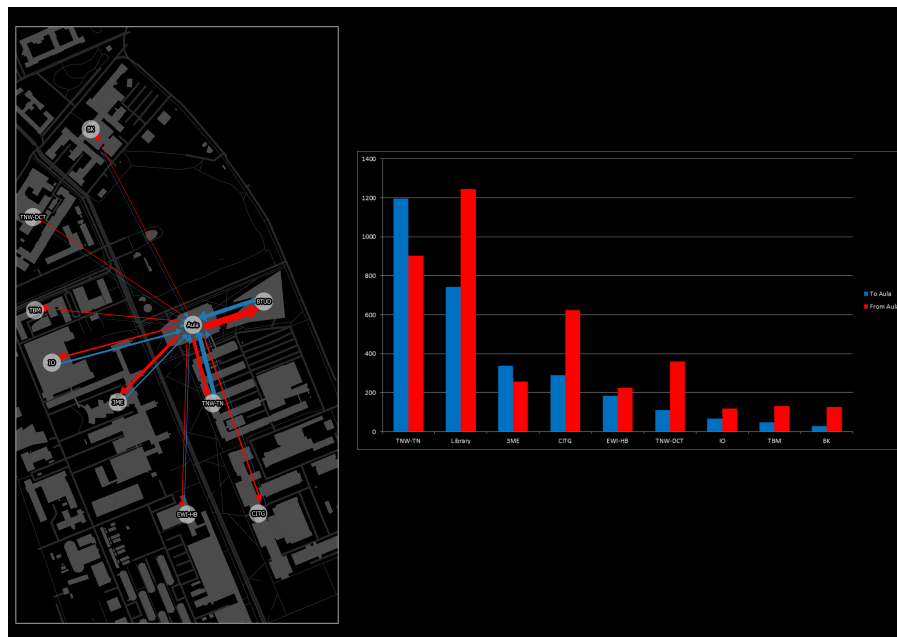 BK
TNW-DCT
BTUD
TBM
Aula
IO
3ME
TNW-TN
EWI-HB
CITG
1400
1200
1000
800
600
400
200
0
TNW-TN Library 3ME CITG EWI-HB TNW-DCT IO TBM BK
To Aula
From Aula